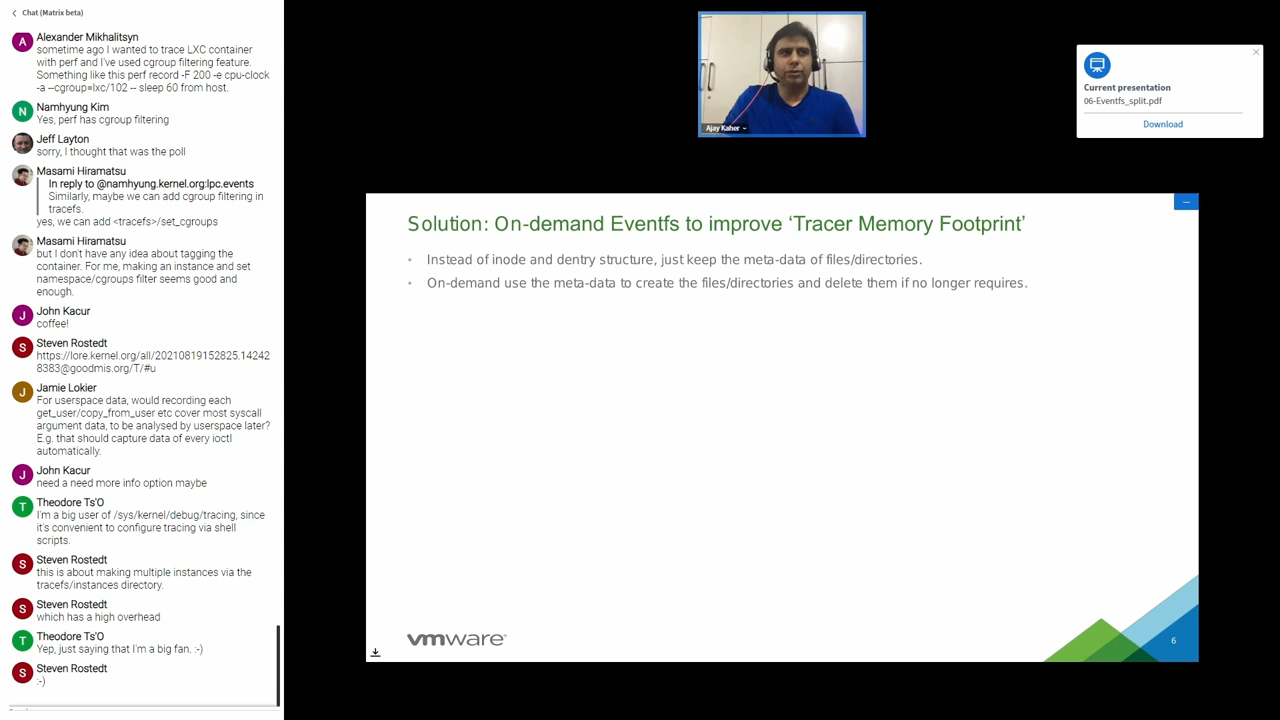 Chat (Matrix beta)
A
Alexander Mikhalitsyn
sometime ago I wanted to trace LXC container
with perf and I've used cgroup filtering feature.
Something like this perf record -F 200 -e cpu-clock
-a --cgroup=lxc/102 -- sleep 60 from host.
N
Namhyung Kim
Yes, perf has cgroup filtering
Jeff Layton
sorry, I thought that was the poll
Masami Hiramatsu
In reply to @namhyung.kernel.org:lpc.events
Similarly, maybe we can add cgroup filtering in
tracefs.
yes, we can add <tracefs>/set_cgroups
Masami Hiramatsu
but I don't have any idea about tagging the
container. For me, making an instance and set
namespace/cgroups filter seems good and
enough.
J
John Kacur
coffee!
S
Steven Rostedt
https://lore.kernel.org/all/20210819152825.14242
8383@goodmis.org/T/#u
J
Jamie Lokier
For userspace data, would recording each
get_user/copy_from_user etc cover most syscall
argument data, to be analysed by userspace later?
E.g. that should capture data of every ioctl
automatically.
J
John Kacur
need a need more info option maybe
T
Theodore Ts'O
I'm a big user of /sys/kernel/debug/tracing, since
it's convenient to configure tracing via shell
scripts.
S
Steven Rostedt
this is about making multiple instances via the
tracefs/instances directory.
S
Steven Rostedt
which has a high overhead
T
Theodore Ts'O
Yep, just saying that I'm a big fan. :-)
S
Steven Rostedt
:-)
Ajay Kaher
Current presentation
06-Eventfs_split.pdf
Download
Solution: On-demand Eventfs to improve ‘Tracer Memory Footprint’
• Instead of inode and dentry structure, just keep the meta-data of files/directories.
• On-demand use the meta-data to create the files/directories and delete them if no longer requires.
vmware®
6